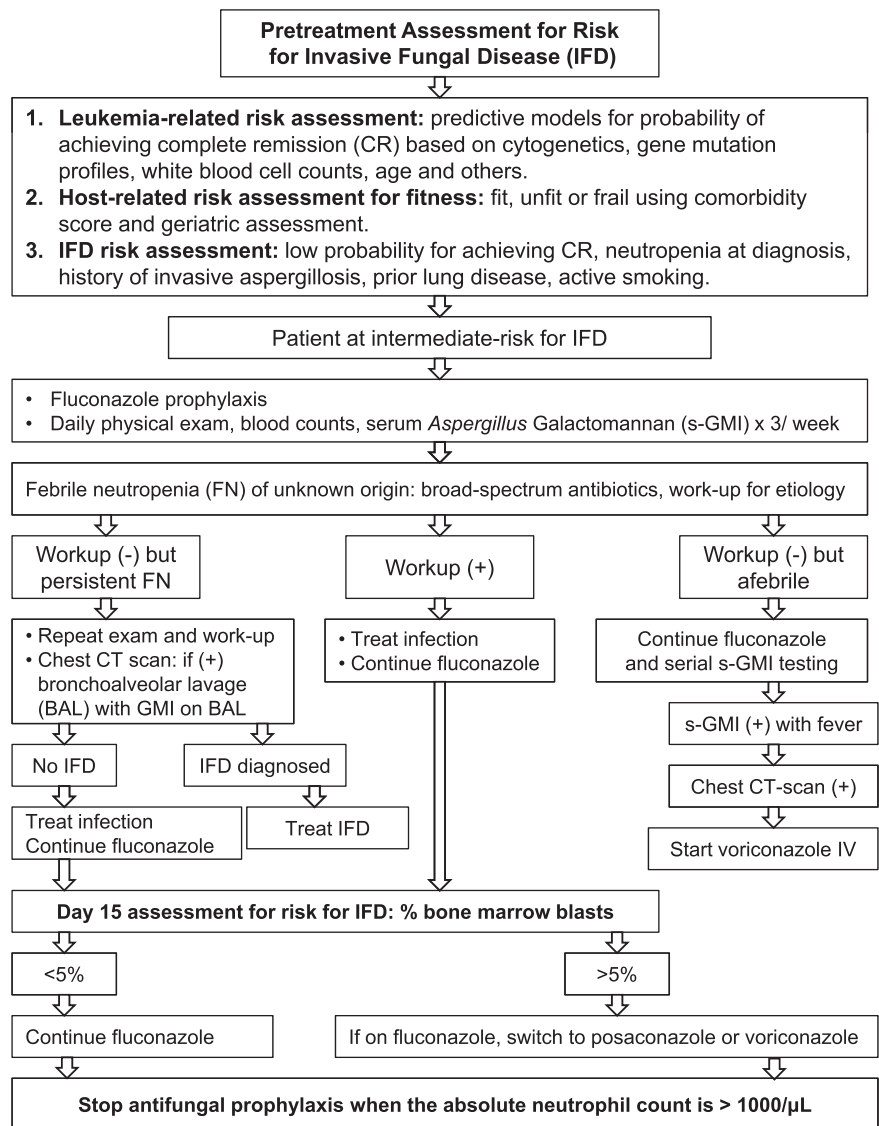 Pretreatment Assessment for Risk
for Invasive Fungal Disease (IFD)
1. Leukemia-related risk assessment: predictive models for probability of
achieving complete remission (CR) based on cytogenetics, gene mutation
profiles, white blood cell counts, age and others.
2. Host-related risk assessment for fitness: fit, unfit or frail using comorbidity
score and geriatric assessment.
3. IFD risk assessment: low probability for achieving CR, neutropenia at diagnosis,
history of invasive aspergillosis, prior lung disease, active smoking.
Patient at intermediate-risk for IFD
• Fluconazole prophylaxis
• Daily physical exam, blood counts, serum Aspergillus Galactomannan (s-GMI) x 3/ week
Febrile neutropenia (FN) of unknown origin: broad-spectrum antibiotics, work-up for etiology
Workup (-) but
persistent FN
Workup (+)
Workup (-) but
afebrile
• Repeat exam and work-up
• Chest CT scan: if (+)
bronchoalveolar lavage
(BAL) with GMI on BAL
• Treat infection
• Continue fluconazole
Continue fluconazole
and serial s-GMI testing
No IFD
IFD diagnosed
s-GMI (+) with fever
Treat infection
Continue fluconazole
Treat IFD
Chest CT-scan (+)
Start voriconazole IV
Day 15 assessment for risk for IFD: % bone marrow blasts
<5%
>5%
Continue fluconazole
If on fluconazole, switch to posaconazole or voriconazole
Stop antifungal prophylaxis when the absolute neutrophil count is > 1000/µL